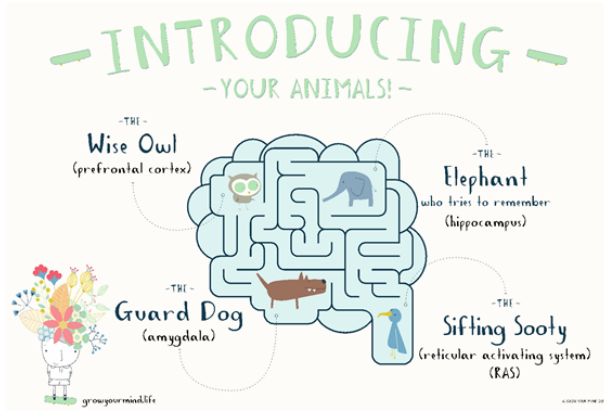 INTRODUCING
- YOUR ANIMALS! -
- THE -
Wise Owl
(prefrontal cortex)
- THE -
Elephant
who tries to remember
(hippocampus)
- THE -
Guard Dog
(amygdala)
- THE -
Sifting Sooty
(reticular activating system)
(RAS)
growyourmind.life